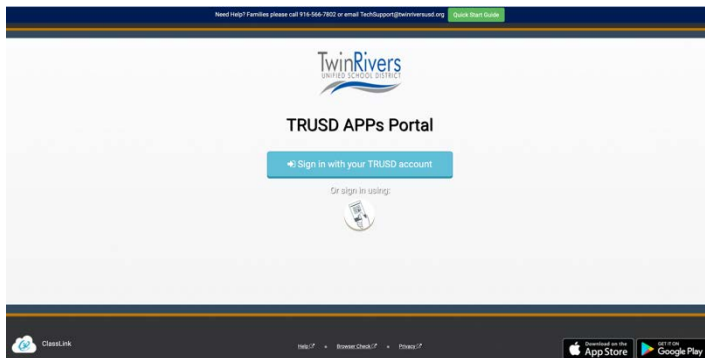 Need Help? Families please call 916-566-7802 or email TechSupport@twinriversusd.org Quick Start Guide
TwinRivers
UNIFIED SCHOOL DISTRICT
TRUSD APPs Portal
Sign in with your TRUSD account
Or sign in using:
ClassLink
Help
Browser Check
Privacy
Download on the
App Store
GET IT ON
Google Play